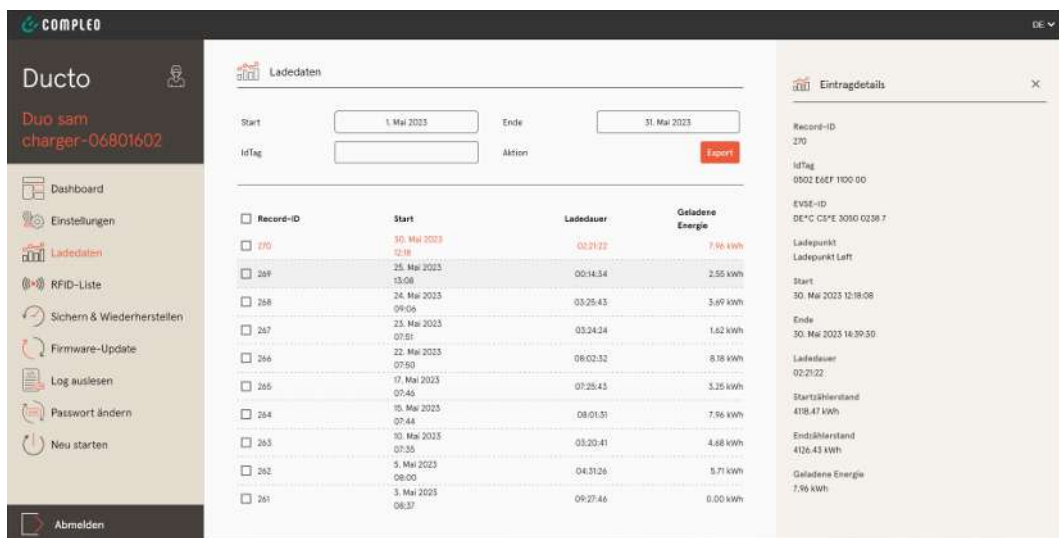 COMPLEO
DE
Ducto
Duo sam
charger-06801602
Dashboard
Einstellungen
Ladedaten
RFID-Liste
Sichern & Wiederherstellen
Firmware-Update
Log auslesen
Passwort ändern
Neu starten
Abmelden
Ladedaten
Start 1. Mai 2023 Ende 31. Mai 2023
IdTag Aktion Export
Record-ID Start Ladedauer Geladene
Energie
270 30. Mai 2023 02:21:22 7.96 kWh
12:18
269 25. Mai 2023 00:14:34 2.55 kWh
13:08
268 24. Mai 2023 03:25:43 3.69 kWh
09:06
267 23. Mai 2023 03:24:24 1.62 kWh
07:51
266 22. Mai 2023 08:02:32 8.18 kWh
07:50
265 17. Mai 2023 07:25:43 3.25 kWh
07:46
264 15. Mai 2023 08:01:31 7.96 kWh
07:44
263 10. Mai 2023 03:20:41 4.68 kWh
07:35
262 5. Mai 2023 04:31:26 5.71 kWh
08:00
261 3. Mai 2023 09:27:46 0.00 kWh
08:37
Eintragdetails
Record-ID
270
IdTag
0502 E6EF 1100 00
EVSE-ID
DE*C CS*E 3050 0238 7
Ladepunkt
Ladepunkt Left
Start
30. Mai 2023 12:18:08
Ende
30. Mai 2023 14:39:30
Ladedauer
02:21:22
Startzählerstand
4118.47 kWh
Endzählerstand
4126.43 kWh
Geladene Energie
7.96 kWh